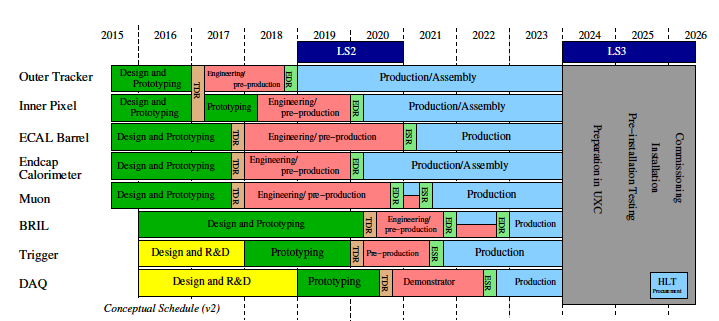 2015 2016 2017 2018 2019 2020 2021 2022 2023 2024 2025 2026
LS2 LS3
Outer Tracker
Design and
Prototyping
TDR
Engineering/
pre-production
EDR
Production/Assembly
Inner Pixel
Design and
Prototyping
Prototyping
Engineering/
pre-production
EDR
Production/Assembly
ECAL Barrel
Design and Prototyping
TDR
Engineering/ pre-production
ESR
Production
Endcap
Calorimeter
Design and Prototyping
TDR
Engineering/
pre-production
EDR
Production/Assembly
Muon
Design and Prototyping
TDR
Engineering/ pre-production
EDR
ESR
Production
BRIL
Design and Prototyping
TDR
Engineering/
pre-production
EDR
EDR
Production
Trigger
Design and R&D
Prototyping
TDR
Pre-production
ESR
Production
DAQ
Design and R&D
Prototyping
TDR
Demonstrator
ESR
Production
Preparation in UXC
Pre-installation Testing
Installation
Commissioning
HLT
Procurement
Conceptual Schedule (v2)